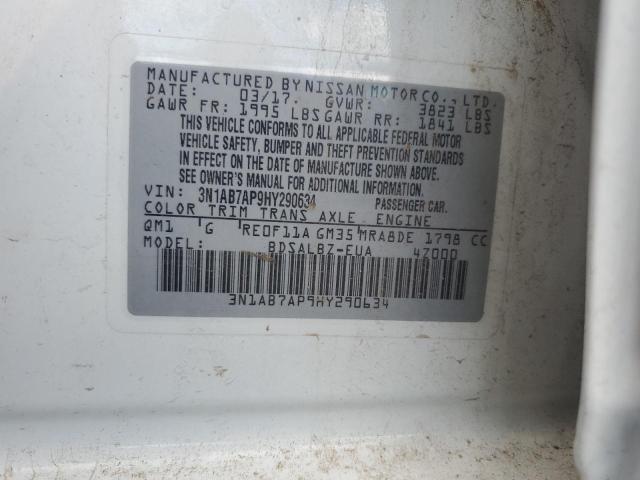 MANUFACTURED BY NISSAN MOTOR CO., LTD.
DATE: 03/17. GVWR: 3823 LBS
GAWR FR: 1995 LBS GAWR RR: 1841 LBS
THIS VEHICLE CONFORMS TO ALL APPLICABLE FEDERAL MOTOR
VEHICLE SAFETY, BUMPER AND THEFT PREVENTION STANDARDS
IN EFFECT ON THE DATE OF MANUFACTURE SHOWN ABOVE.
SEE OWNER'S MANUAL FOR ADDITIONAL INFORMATION
VIN: 3N1AB7AP9HY290634 PASSENGER CAR.
COLOR TRIM TRANS AXLE ENGINE
QM1 G RE0F11A GM35 MRA8DE 1798 CC
MODEL: BDSALBZ-EUA 47000
3N1AB7AP9HY290634